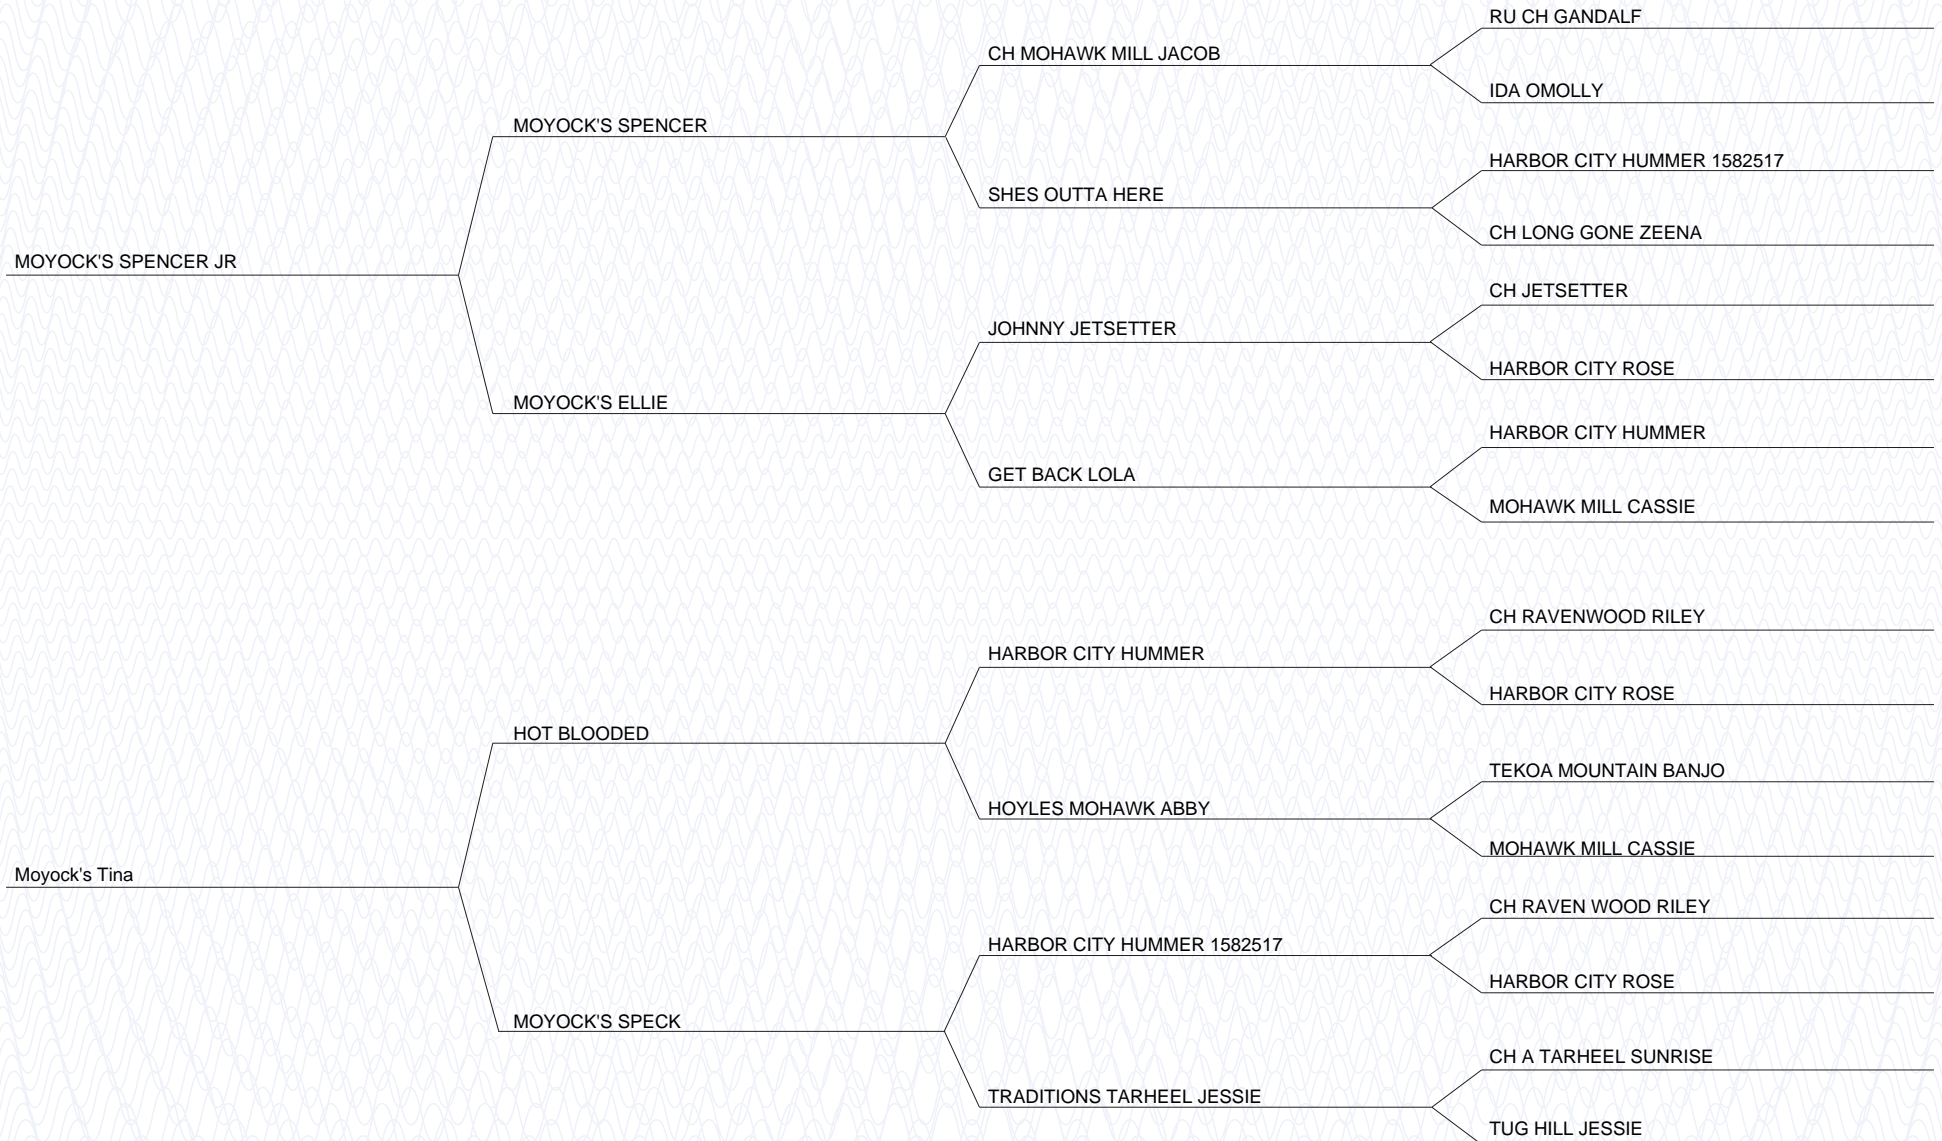 RU CH GANDALF
CH MOHAWK MILL JACOB
IDA OMOLLY
MOYOCK'S SPENCER
HARBOR CITY HUMMER 1582517
SHES OUTTA HERE
CH LONG GONE ZEENA
MOYOCK'S SPENCER JR
CH JETSETTER
JOHNNY JETSETTER
HARBOR CITY ROSE
MOYOCK'S ELLIE
HARBOR CITY HUMMER
GET BACK LOLA
MOHAWK MILL CASSIE
CH RAVENWOOD RILEY
HARBOR CITY HUMMER
HARBOR CITY ROSE
HOT BLOODED
TEKOA MOUNTAIN BANJO
HOYLES MOHAWK ABBY
MOHAWK MILL CASSIE
Moyock's Tina
CH RAVEN WOOD RILEY
HARBOR CITY HUMMER 1582517
HARBOR CITY ROSE
MOYOCK'S SPECK
CH A TARHEEL SUNRISE
TRADITIONS TARHEEL JESSIE
TUG HILL JESSIE